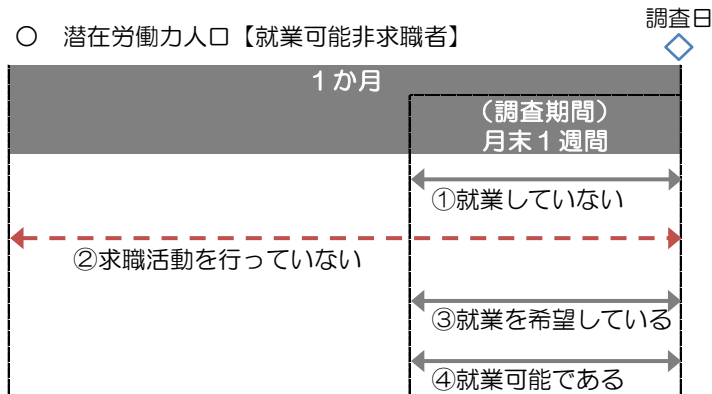 調査日
○ 潜在労働力人口【就業可能非求職者】
１か月
（調査期間）
月末１週間
①就業していない
②求職活動を行っていない
③就業を希望している
④就業可能である